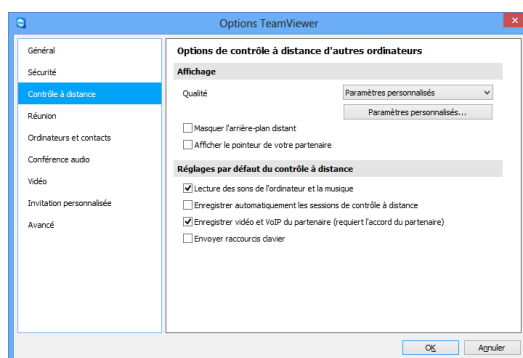 Options TeamViewer
Général
Sécurité
Contrôle à distance
Réunion
Ordinateurs et contacts
Conférence audio
Vidéo
Invitation personnalisée
Avancé
Options de contrôle à distance d'autres ordinateurs
Affichage
Qualité
Paramètres personnalisés
Paramètres personnalisés...
Masquer l'arrière-plan distant
Afficher le pointeur de votre partenaire
Réglages par défaut du contrôle à distance
Lecture des sons de l'ordinateur et la musique
Enregistrer automatiquement les sessions de contrôle à distance
Enregistrer vidéo et VoIP du partenaire (requiert l'accord du partenaire)
Envoyer raccourcis clavier
OK
Annuler